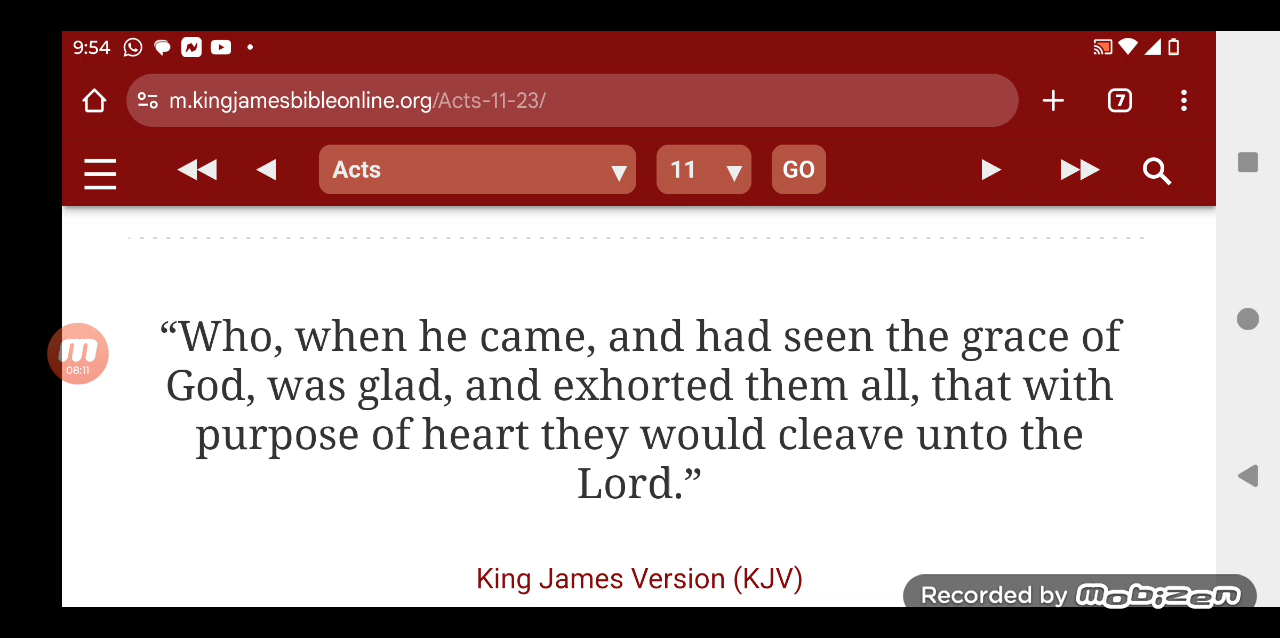 9:54
m.kingjamesbibleonline.org/Acts-11-23/
7
Acts
11
GO
“Who, when he came, and had seen the grace of
God, was glad, and exhorted them all, that with
purpose of heart they would cleave unto the
Lord.”
08:11
King James Version (KJV)
Recorded by mobizen